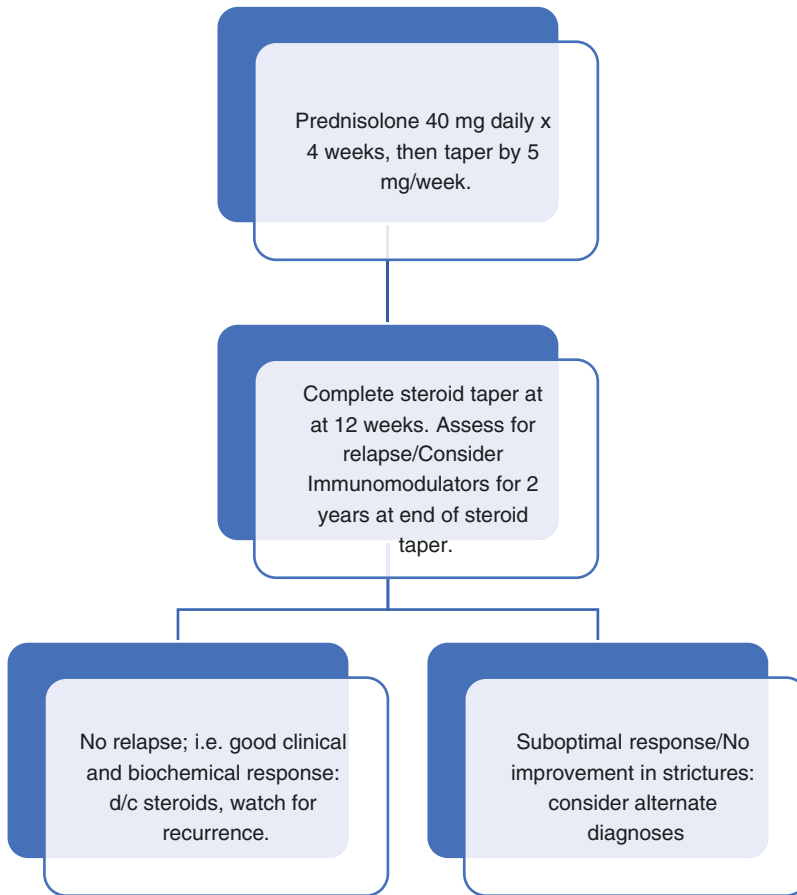 Prednisolone 40 mg daily x
4 weeks, then taper by 5
mg/week.
Complete steroid taper at
at 12 weeks. Assess for
relapse/Consider
Immunomodulators for 2
years at end of steroid
taper.
No relapse; i.e. good clinical
and biochemical response:
d/c steroids, watch for
recurrence.
Suboptimal response/No
improvement in strictures:
consider alternate
diagnoses